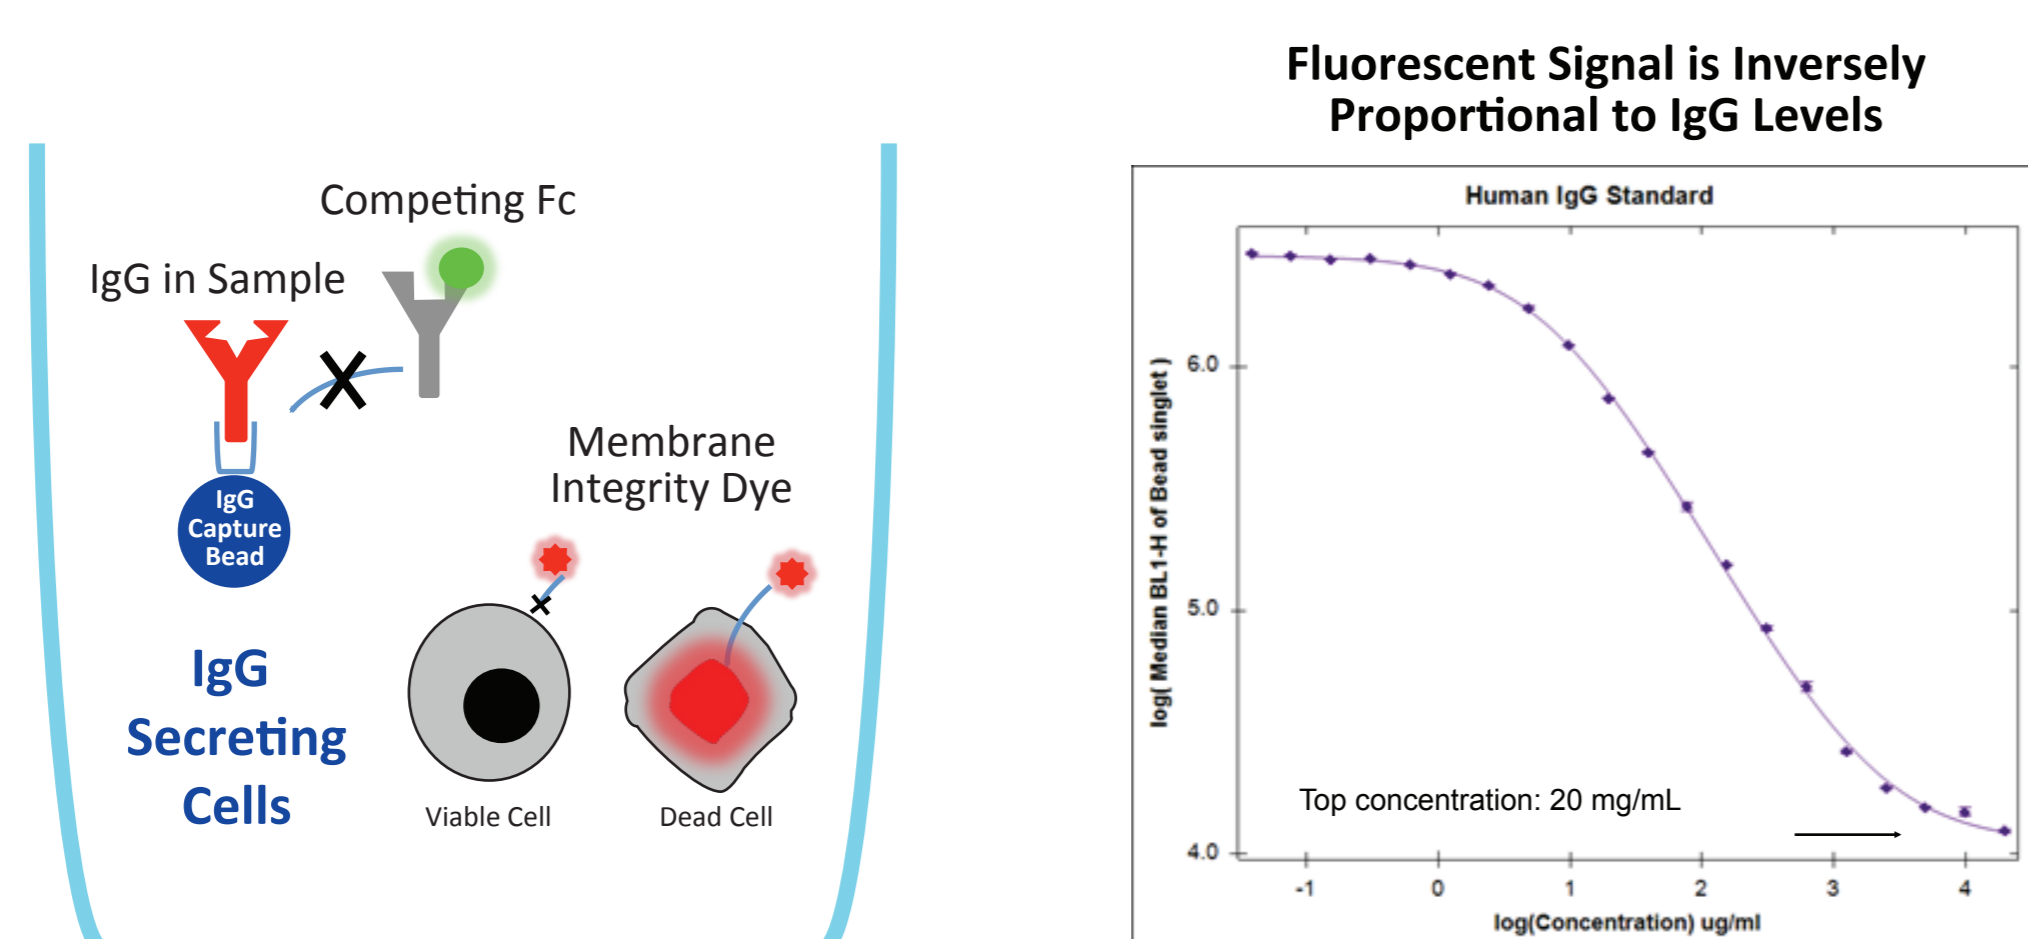 Competing Fc
IgG in Sample
IgG
Capture
Bead
Membrane
Integrity Dye
IgG
Secreting
Cells
Viable Cell
Dead Cell
Fluorescent Signal is Inversely
Proportional to IgG Levels
Human IgG Standard
log( Median BL1-H of Bead singlet )
6.0
5.0
4.0
Top concentration: 20 mg/mL
-1 0 1 2 3 4
log(Concentration) ug/ml